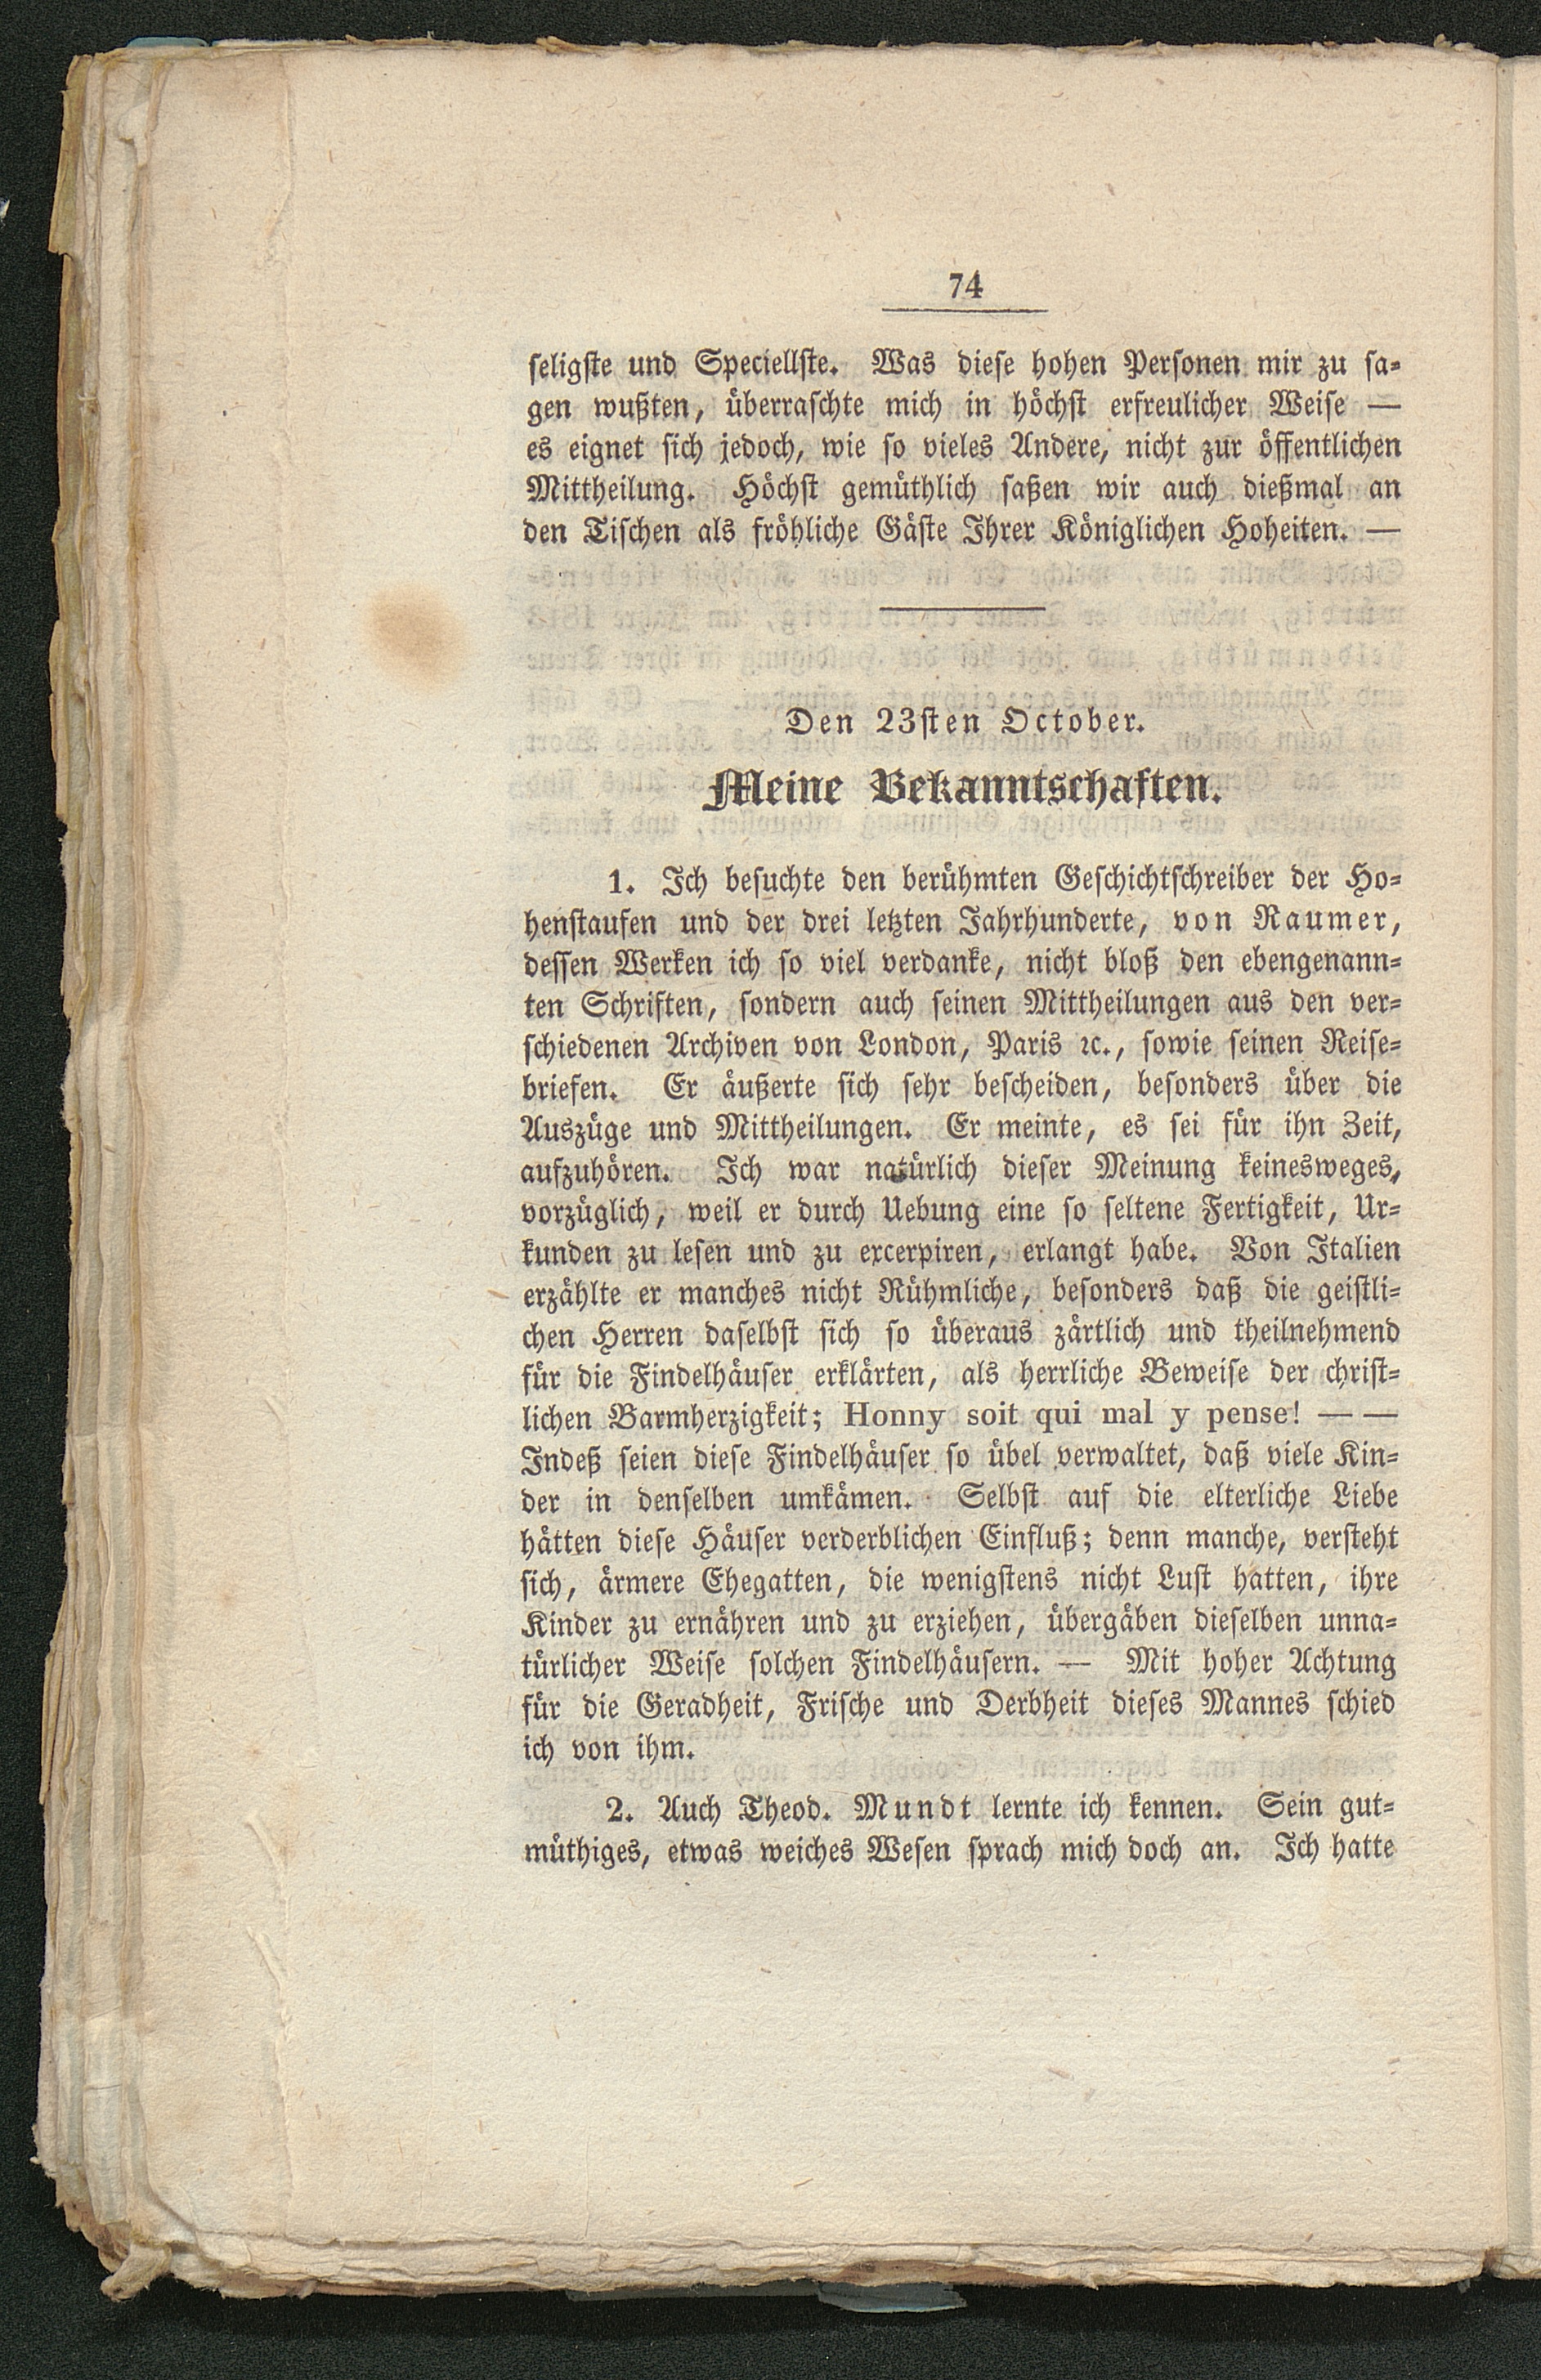 74
seligste und Speciellste. Was diese hohen Personen mir zu sa-
gen wußten, überraschte mich in höchst erfreulicher Weise —
es eignet sich jedoch, wie so vieles Andere, nicht zur öffentlichen
Mittheilung. Höchst gemüthlich saßen wir auch dießmal an
den Tischen als fröhliche Gäste Ihrer Königlichen Hoheiten. —
Den 23sten October.
Meine Bekanntschaften.
1. Ich besuchte den berühmten Geschichtschreiber der Ho-
henstaufen und der drei letzten Jahrhunderte, von Raumer,
dessen Werken ich so viel verdanke, nicht bloß den ebengenann-
ten Schriften, sondern auch seinen Mittheilungen aus den ver-
schiedenen Archiven von London, Paris ꝛc., sowie seinen Reise-
briefen. Er äußerte sich sehr bescheiden, besonders über die
Auszüge und Mittheilungen. Er meinte, es sei für ihn Zeit,
aufzuhören. Ich war natürlich dieser Meinung keinesweges,
vorzüglich, weil er durch Uebung eine so seltene Fertigkeit, Ur-
kunden zu lesen und zu excerpiren, erlangt habe. Von Italien
erzählte er manches nicht Rühmliche, besonders daß die geistli-
chen Herren daselbst sich so überaus zärtlich und theilnehmend
für die Findelhäuser erklärten, als herrliche Beweise der christ-
lichen Barmherzigkeit; Honny soit qui mal y pense! — —
Indeß seien diese Findelhäuser so übel verwaltet, daß viele Kin-
der in denselben umkämen. Selbst auf die elterliche Liebe
hätten diese Häuser verderblichen Einfluß; denn manche, versteht
sich, ärmere Ehegatten, die wenigstens nicht Lust hatten, ihre
Kinder zu ernähren und zu erziehen, übergäben dieselben unna-
türlicher Weise solchen Findelhäusern. — Mit hoher Achtung
für die Geradheit, Frische und Derbheit dieses Mannes schied
ich von ihm.
2. Auch Theod. Mundt lernte ich kennen. Sein gut-
müthiges, etwas weiches Wesen sprach mich doch an. Ich hatte